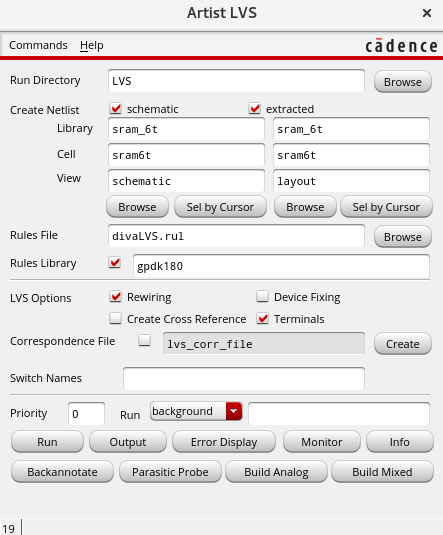 Artist LVS ×
Commands Help cādence
Run Directory LVS Browse
Create Netlist schematic extracted
Library sram_6t sram_6t
Cell sram6t sram6t
View schematic layout
Browse Sel by Cursor Browse Sel by Cursor
Rules File divaLVS.rul Browse
Rules Library gpdk180
LVS Options Rewiring Device Fixing
Create Cross Reference Terminals
Correspondence File lvs_corr_file Create
Switch Names
Priority 0 Run background
Run Output Error Display Monitor Info
Backannotate Parasitic Probe Build Analog Build Mixed
19